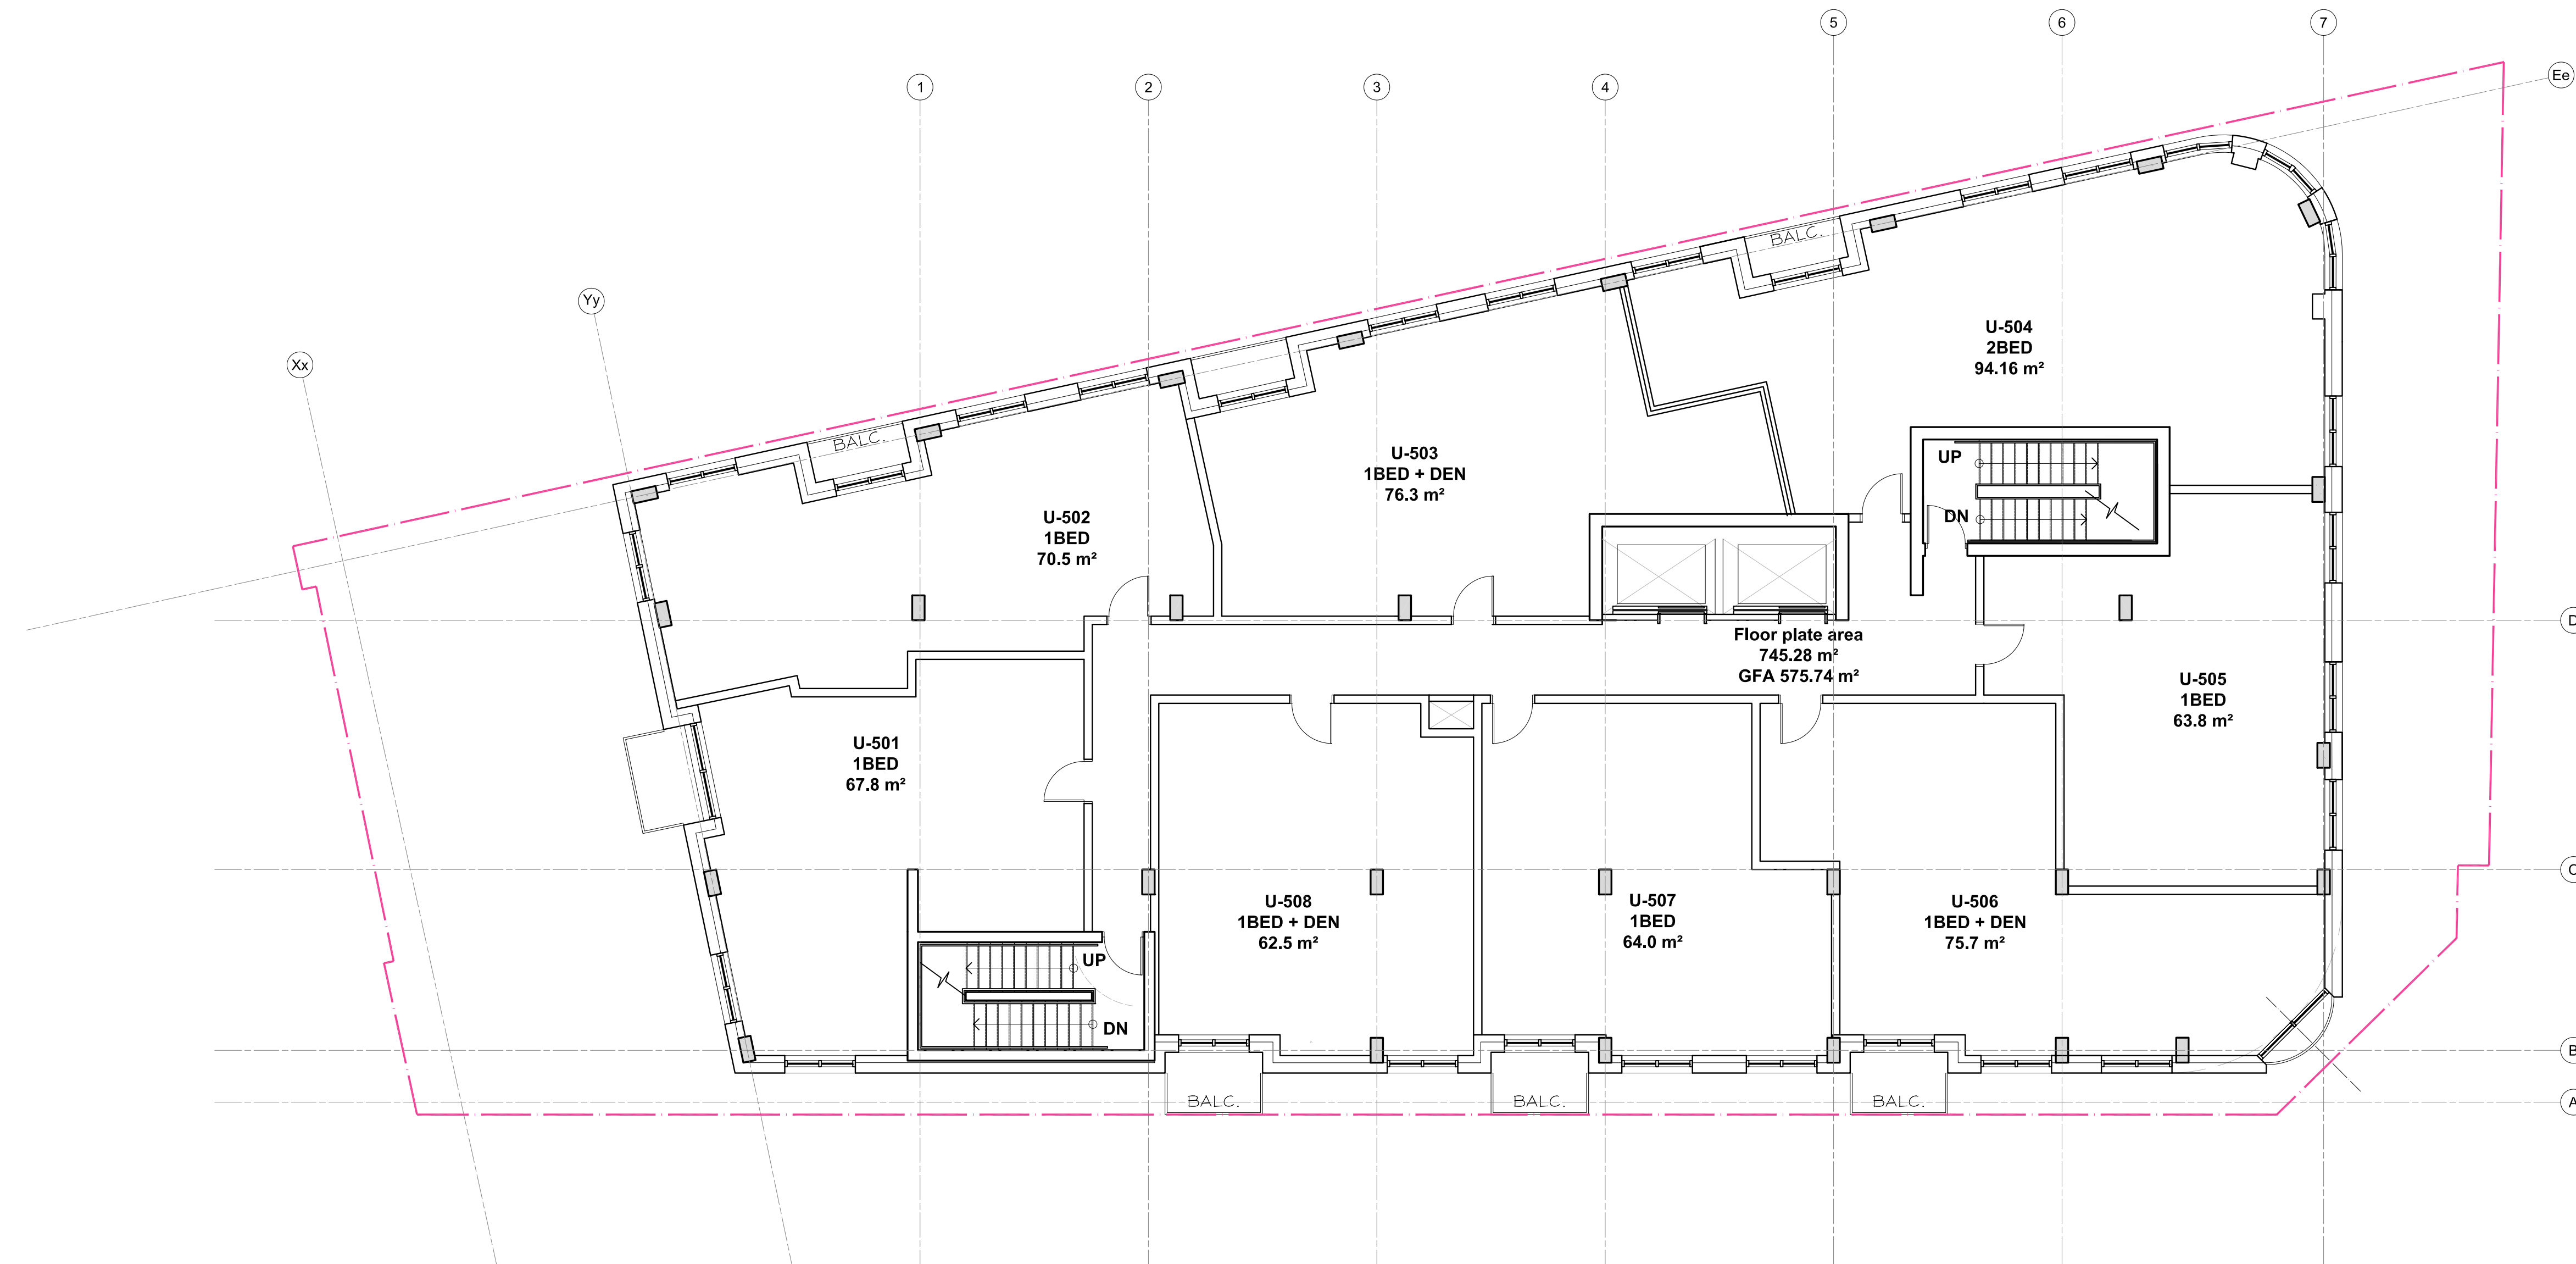 5
6
7
Ee
1
2
3
4
Yy
Xx
BALC.
BALC.
U-504
2BED
94.16 m²
U-503
1BED + DEN
76.3 m²
UP
DN
U-502
1BED
70.5 m²
D
Floor plate area
745.28 m²
GFA 575.74 m²
U-505
1BED
63.8 m²
U-501
1BED
67.8 m²
C
U-508
1BED + DEN
62.5 m²
U-507
1BED
64.0 m²
U-506
1BED + DEN
75.7 m²
UP
DN
B
BALC.
BALC.
BALC.
A